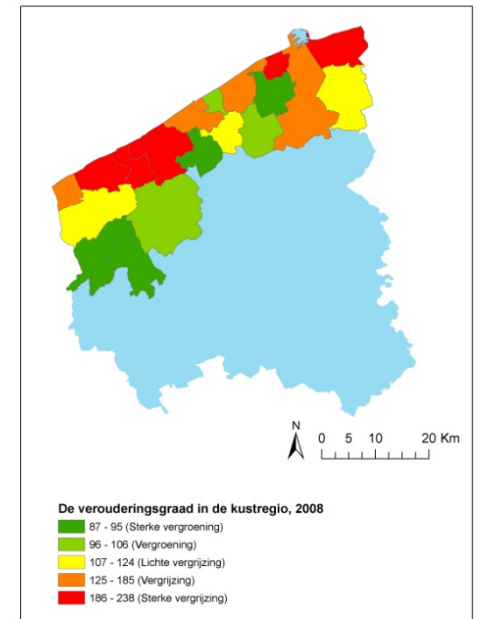 N
0 5 10 20 Km
De verouderingsgraad in de kustregio, 2008
87 - 95 (Sterke vergroening)
96 - 106 (Vergroening)
107 - 124 (Lichte vergrijzing)
125 - 185 (Vergrijzing)
186 - 238 (Sterke vergrijzing)